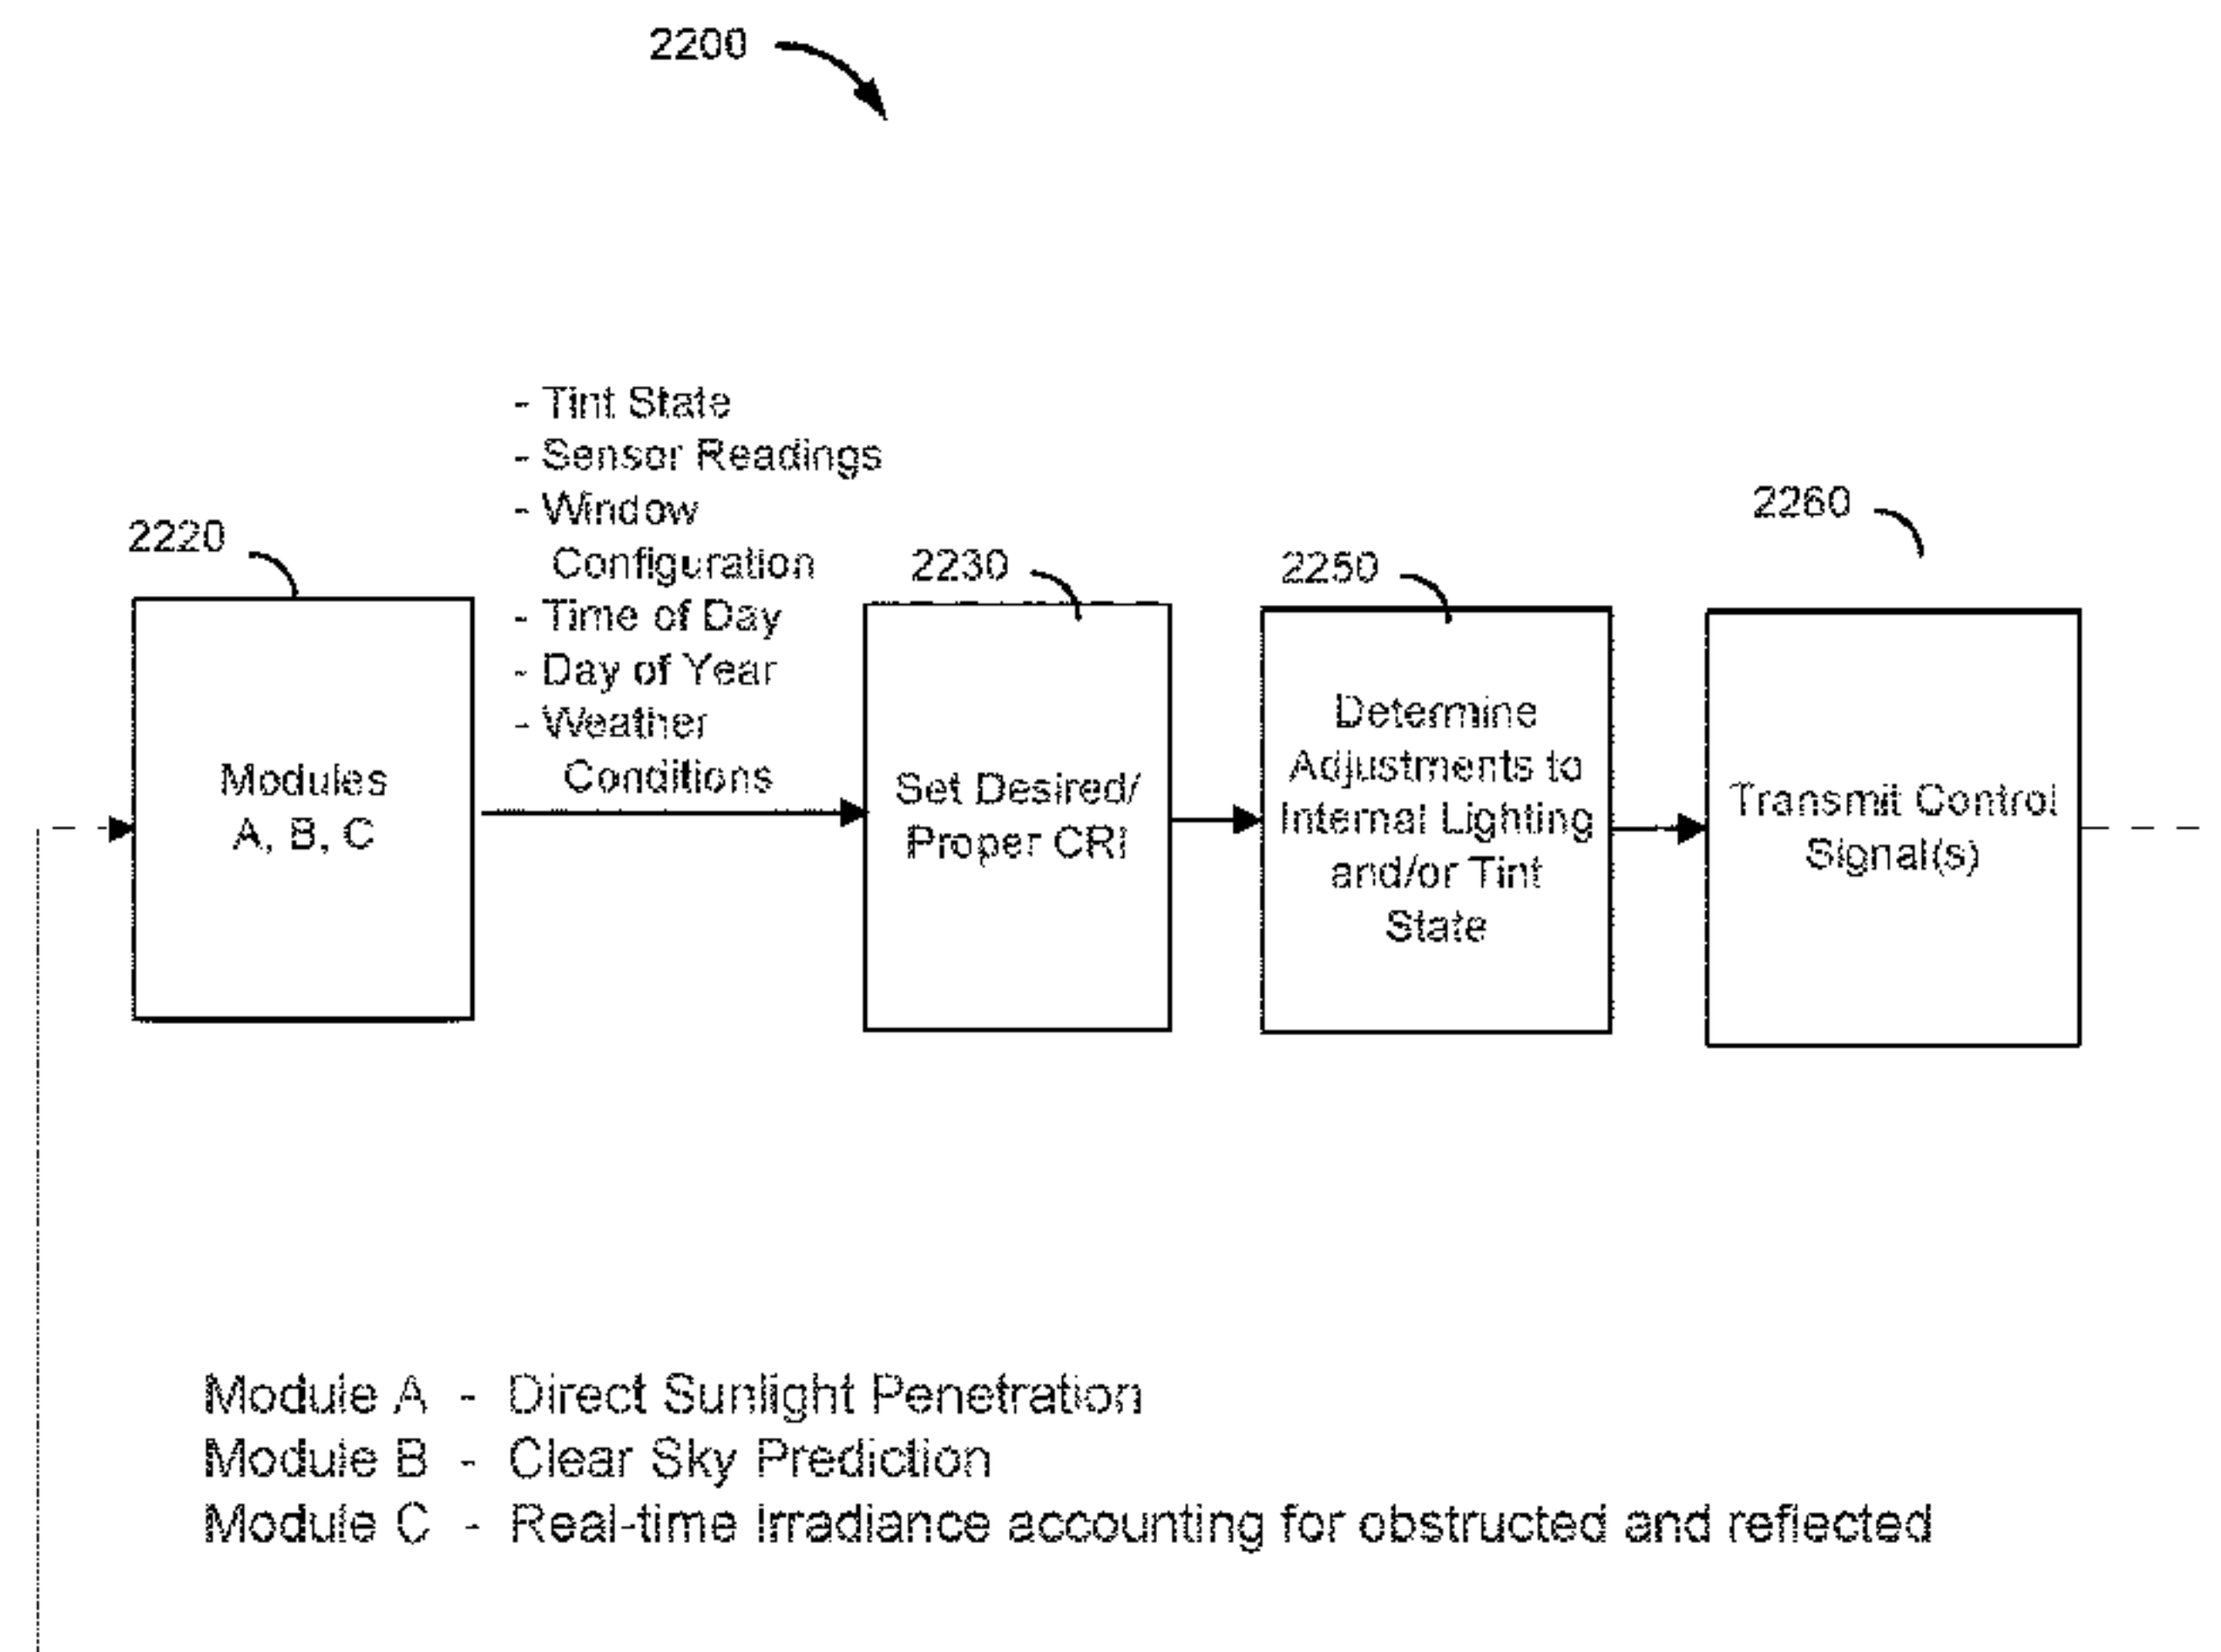 2200
- Tint State
- Sensor Readings
- Window
Configuration
- Time of Day
- Day of Year
- Weather
Conditions
2220
2230
2250
2260
Modules
A, B, C
Set Desired/
Proper CRI
Determine
Adjustments to
Internal Lighting
and/or Tint
State
Transmit Control
Signal(s)
Module A - Direct Sunlight Penetration
Module B - Clear Sky Prediction
Module C - Real-time Irradiance accounting for obstructed and reflected